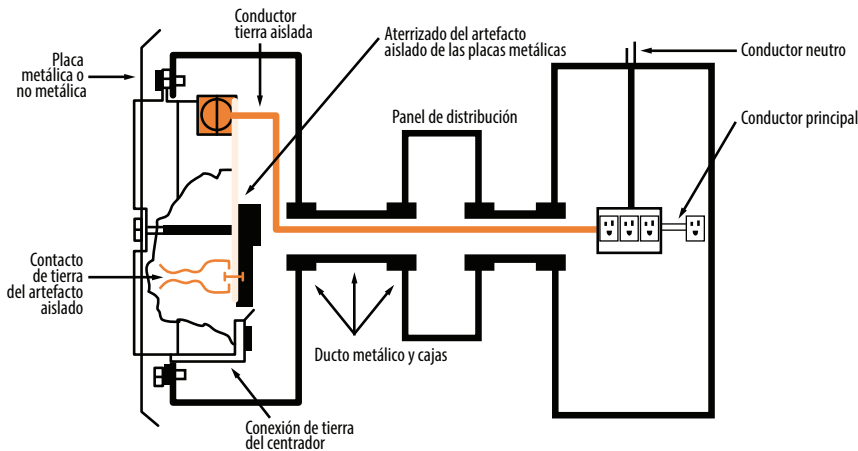 Conductor
tierra aislada
Aterrizado del artefacto
aislado de las placas metálicas
Conductor neutro
Placa
metálica o
no metálica
Panel de distribución
Conductor principal
Contacto
de tierra
del artefacto
aislado
Ducto metálico y cajas
Conexión de tierra
del centrador